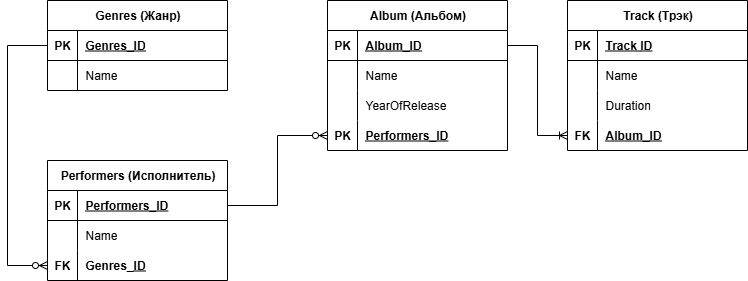 Genres (Жанр)
PK Genres_ID
Name
Album (Альбом)
PK Album_ID
Name
YearOfRelease
PK Performers_ID
Track (Трэк)
PK Track ID
Name
Duration
FK Album_ID
Performers (Исполнитель)
PK Performers_ID
Name
FK Genres_ID